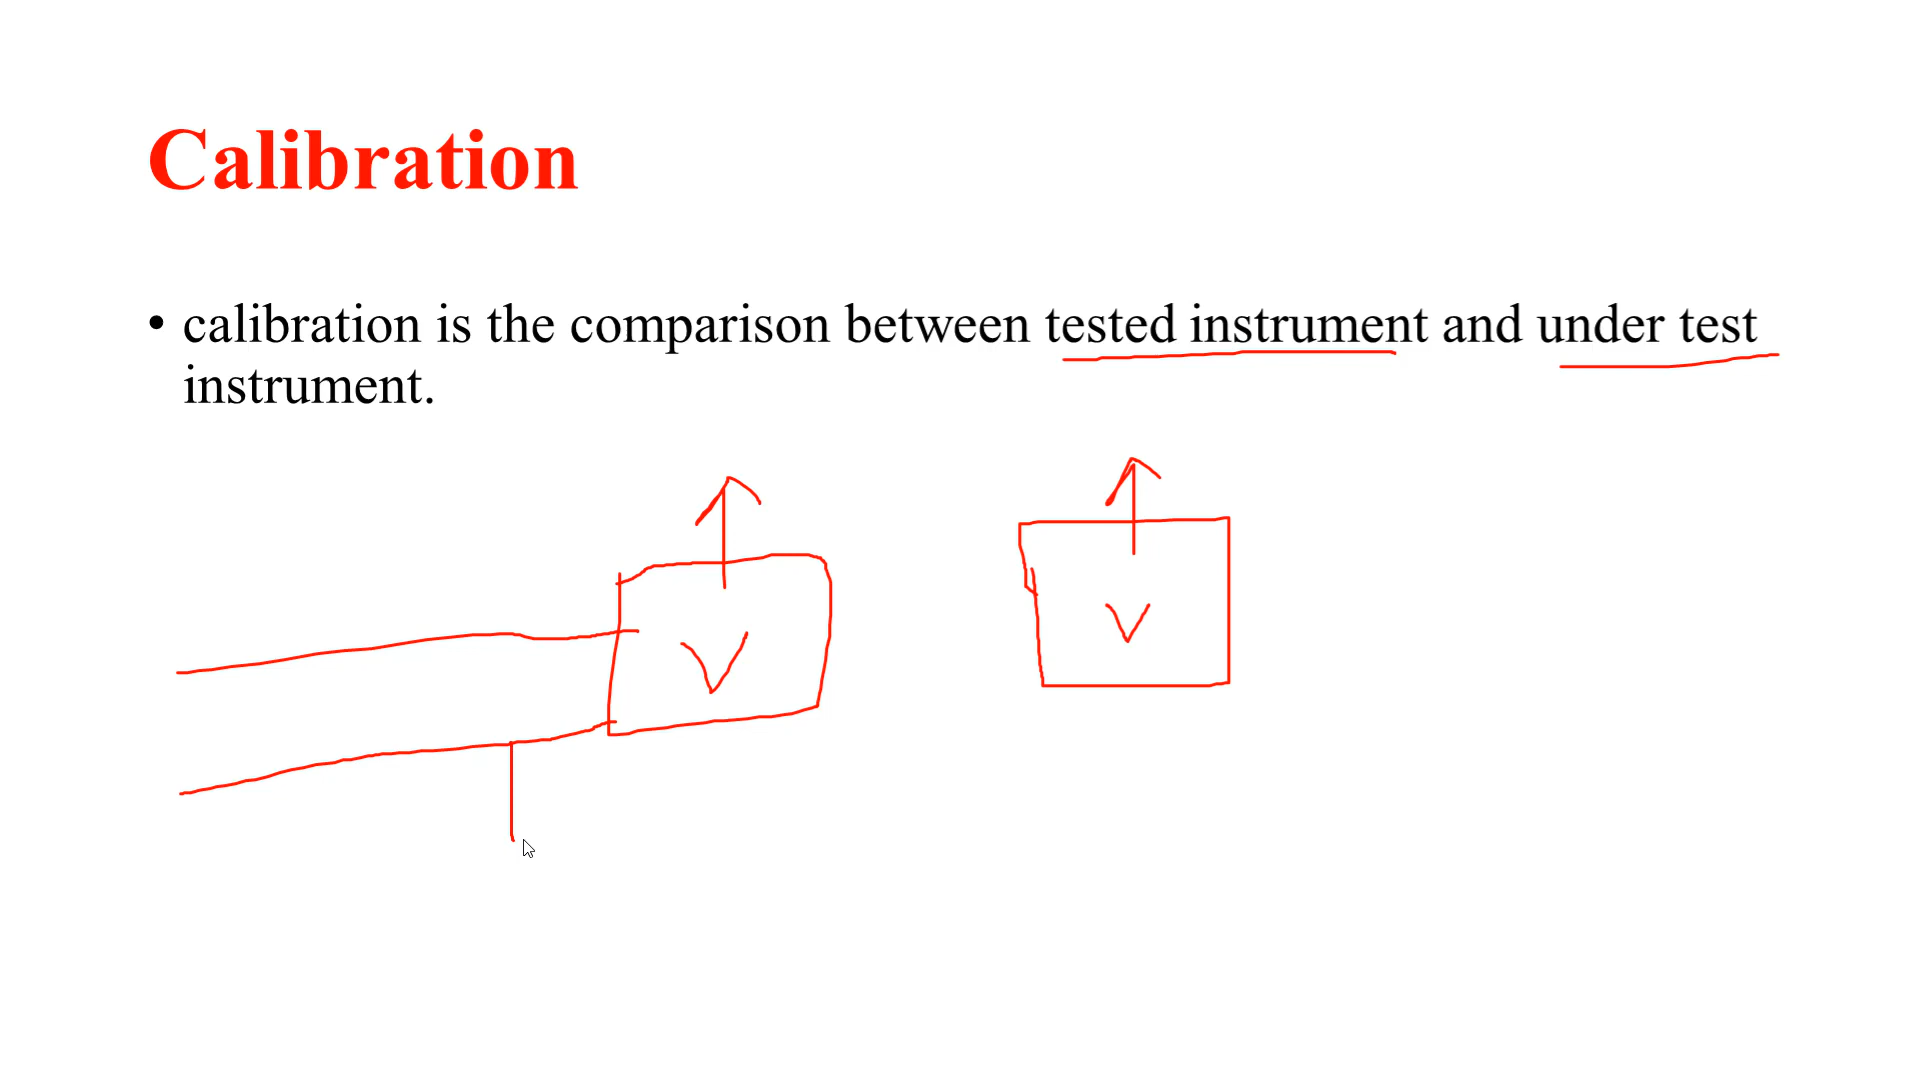 Calibration
• calibration is the comparison between tested instrument and under test
instrument.
V V